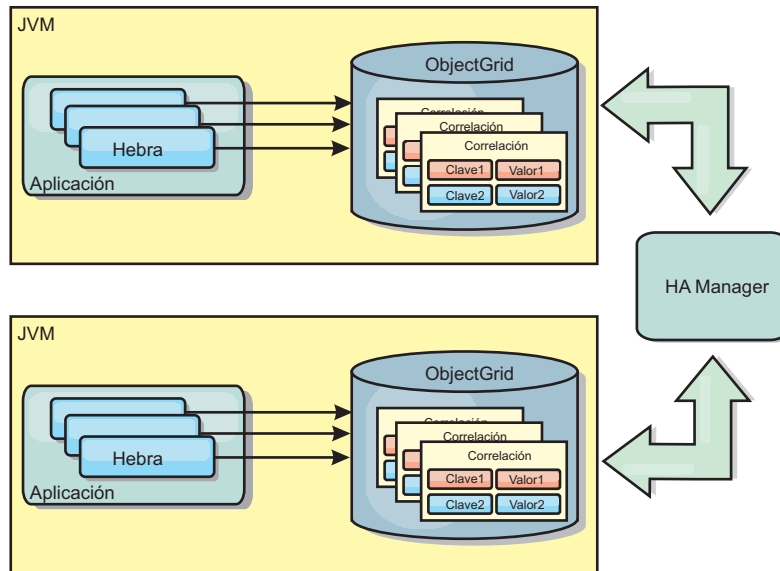 JVM
ObjectGrid
Correlación
Correlación
Correlación
Clave1 Valor1
Clave2 Valor2
Hebra
Aplicación
HA Manager
JVM
ObjectGrid
Correlación
Correlación
Correlación
Clave1 Valor1
Clave2 Valor2
Hebra
Aplicación